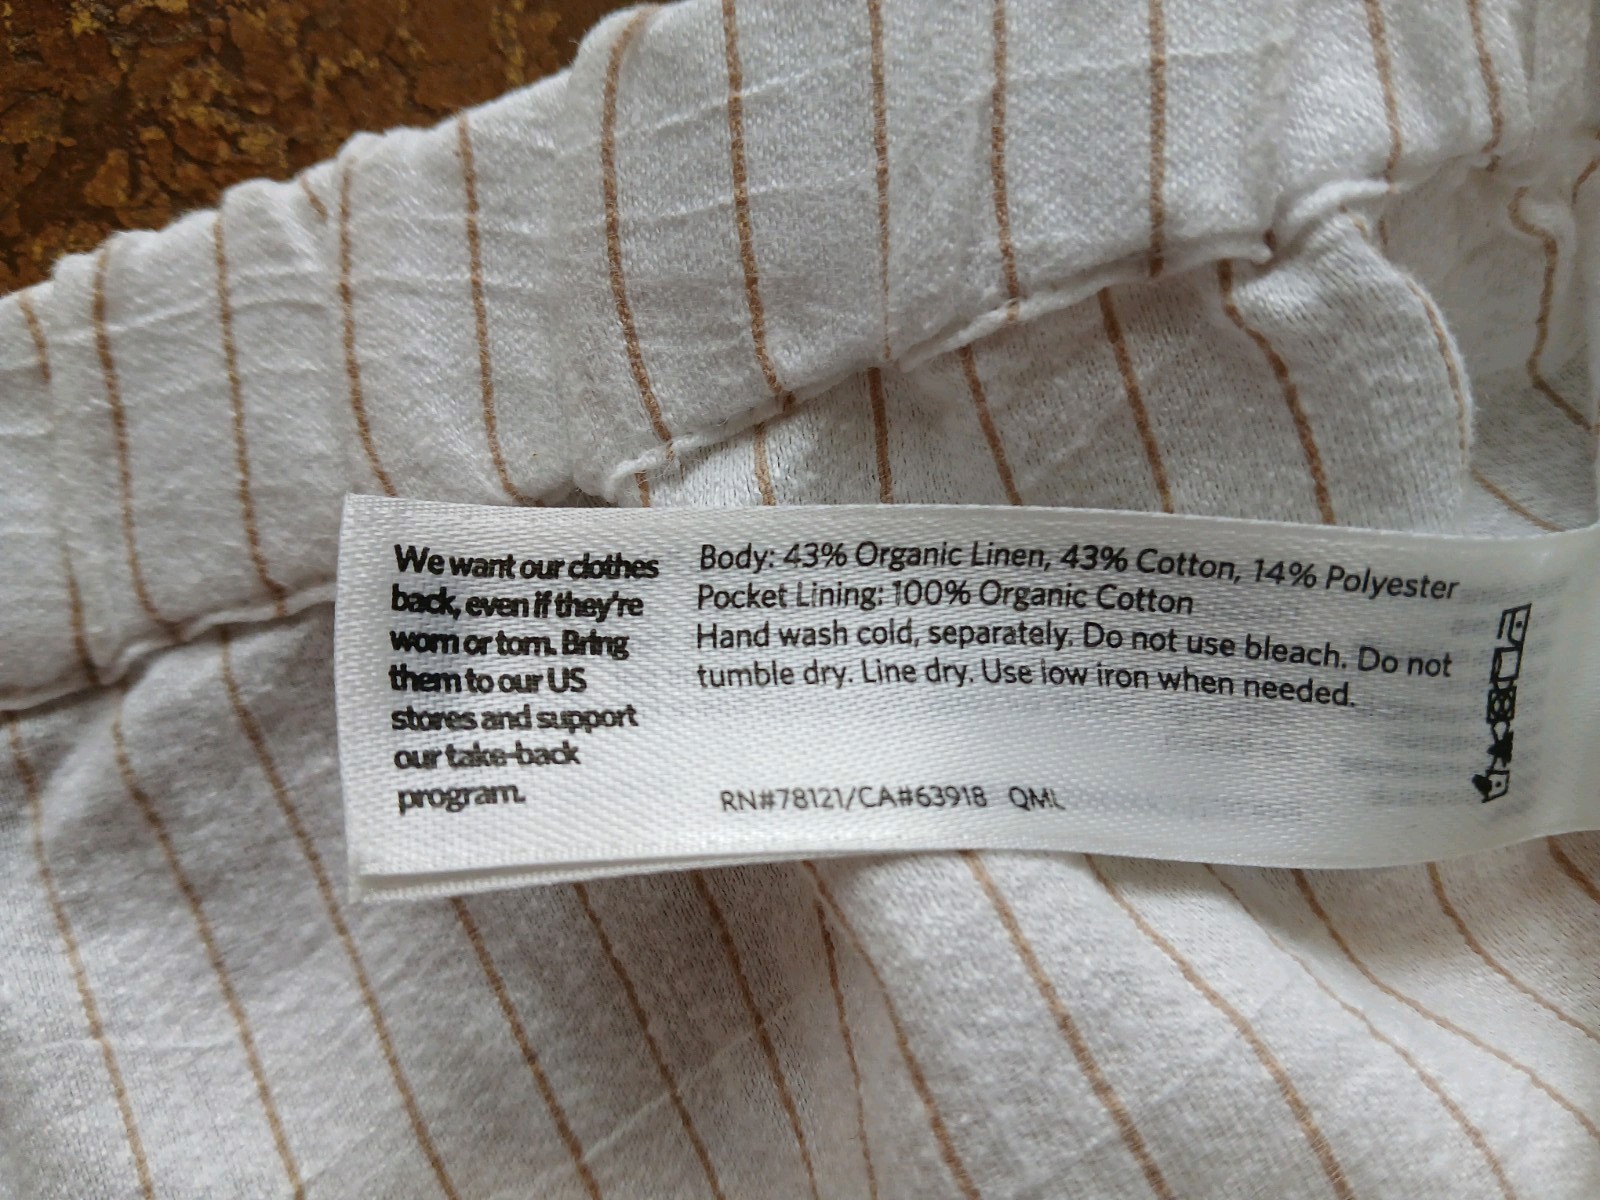 We want our clothes
back, even if they're
worn or torn. Bring
them to our US
stores and support
our take-back
program.
Body: 43% Organic Linen, 43% Cotton, 14% Polyester
Pocket Lining: 100% Organic Cotton
Hand wash cold, separately. Do not use bleach. Do not
tumble dry. Line dry. Use low iron when needed.
RN#78121/CA#63918 QML